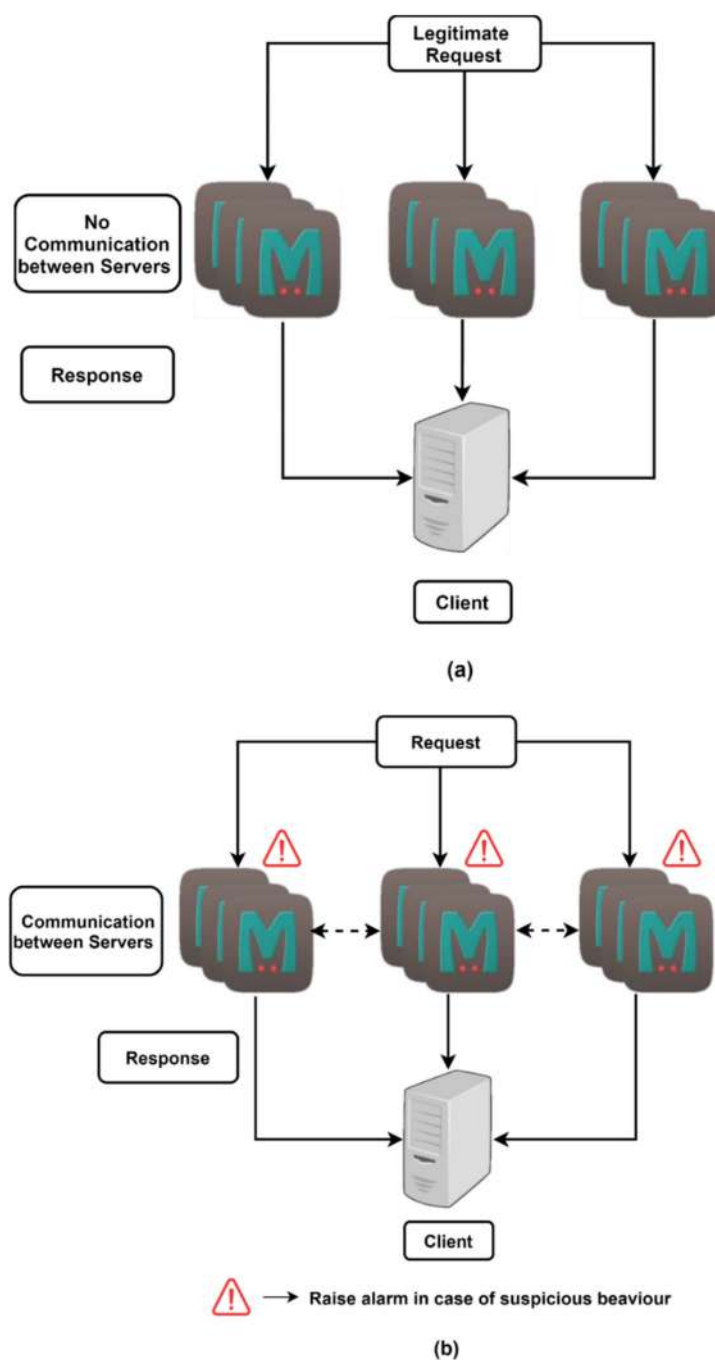 Legitimate
Request
No
Communication
between Servers
Response
Client
(a)
Request
Communication
between Servers
Response
Client
Raise alarm in case of suspicious beaviour
(b)